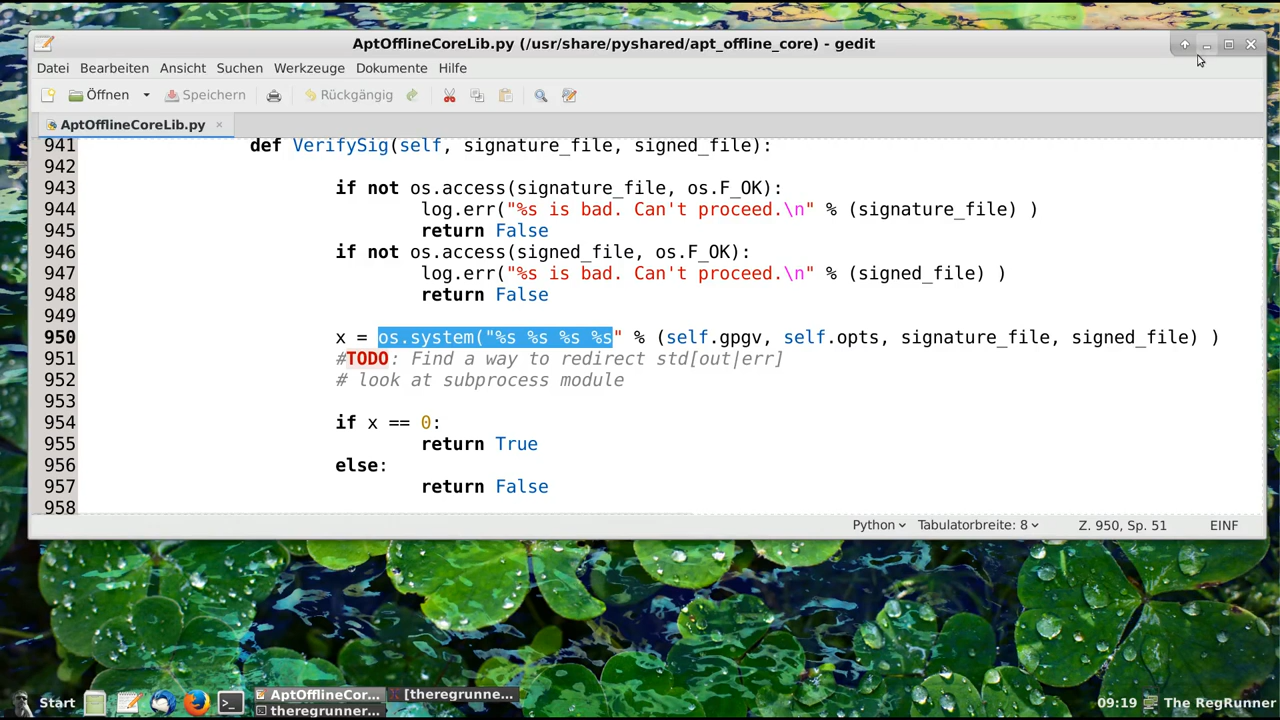 AptOfflineCoreLib.py (/usr/share/pyshared/apt_offline_core) - gedit
Datei Bearbeiten Ansicht Suchen Werkzeuge Dokumente Hilfe
Öffnen Speichern Rückgängig
AptOfflineCoreLib.py ×
941 def VerifySig(self, signature_file, signed_file):
942
943 if not os.access(signature_file, os.F_OK):
944 log.err("%s is bad. Can't proceed.\n" % (signature_file) )
945 return False
946 if not os.access(signed_file, os.F_OK):
947 log.err("%s is bad. Can't proceed.\n" % (signed_file) )
948 return False
949
950 x = os.system("%s %s %s %s" % (self.gpgv, self.opts, signature_file, signed_file) )
951 #TODO: Find a way to redirect std[out|err]
952 # look at subprocess module
953
954 if x == 0:
955 return True
956 else:
957 return False
958
Python Tabulatorbreite: 8 Z. 950, Sp. 51 EINF
Start AptOfflineCor... [theregrunne... 09:19 The RegRunner
theregrunner...